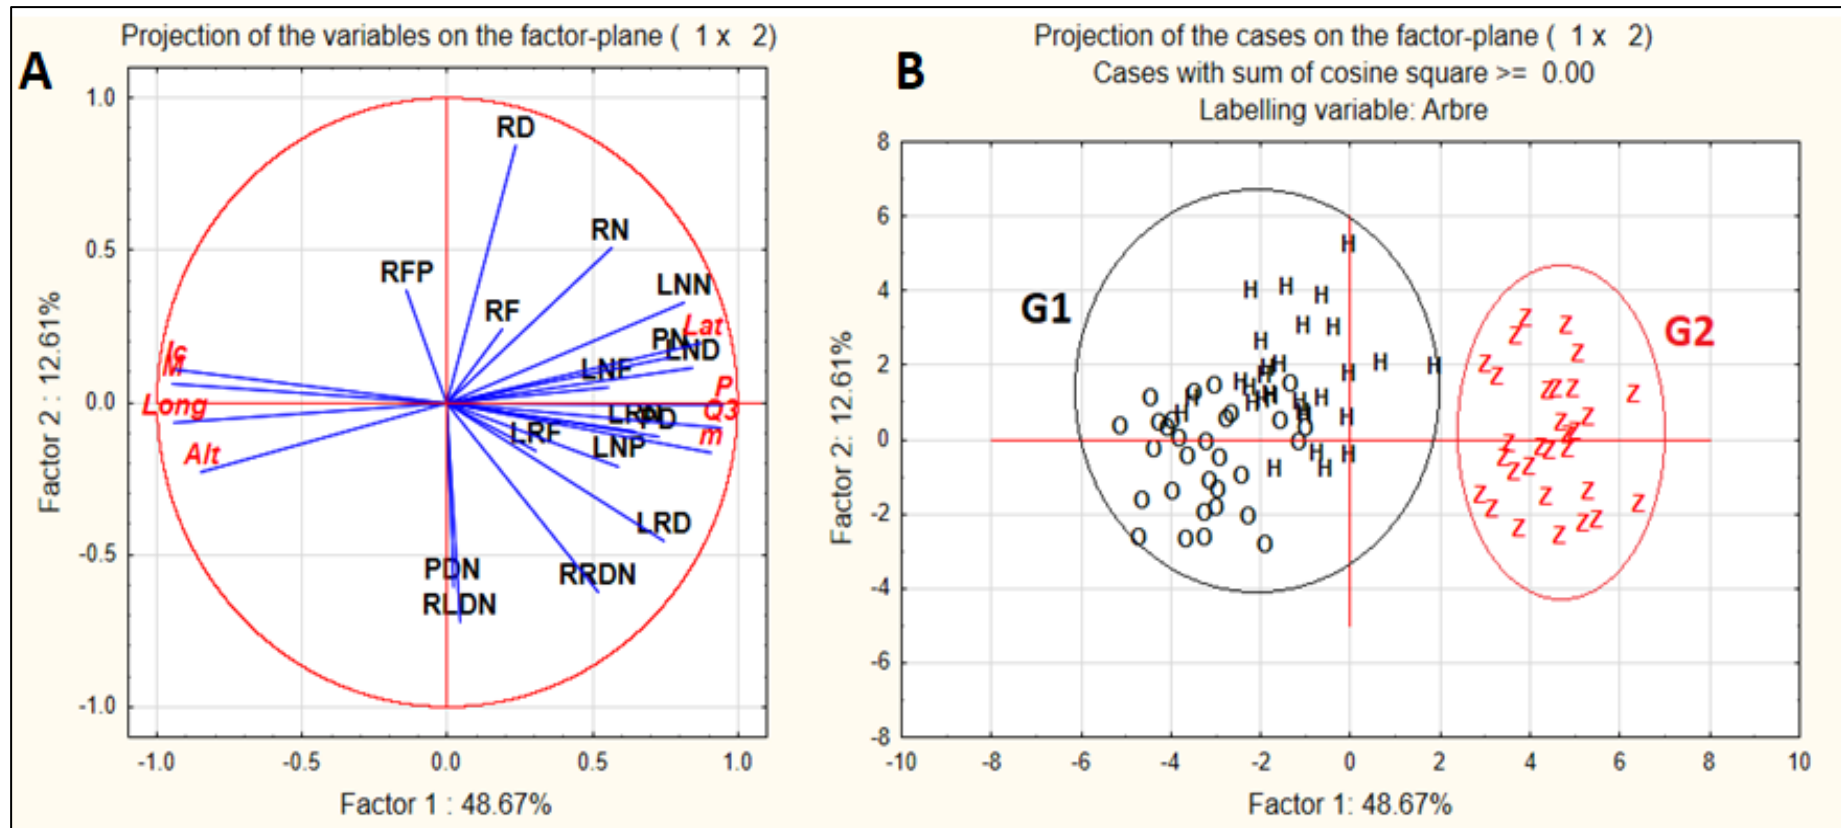 A
Projection of the variables on the factor-plane ( 1 x 2)
1.0
0.5
0.0
-0.5
-1.0
-1.0
-0.5
0.0
0.5
1.0
Factor 2 : 12.61%
Factor 1 : 48.67%
RD
RN
RFP
RF
LNN
Lat
PN
LND
LNF
Ic
M
P
Long
Q3
LRN
PD
m
LRF
LNP
Alt
LRD
PDN
RRDN
RLDN
B
Projection of the cases on the factor-plane ( 1 x 2)
Cases with sum of cosine square >= 0.00
Labelling variable: Arbre
8
6
4
2
0
-2
-4
-6
-8
-10
-8
-6
-4
-2
0
2
4
6
8
10
Factor 2: 12.61%
Factor 1: 48.67%
G1
G2
H
O
Z